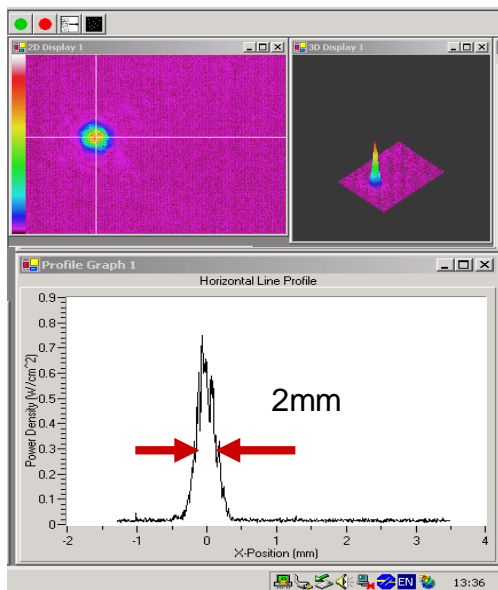 2D Display 1
3D Display 1
Profile Graph 1
Horizontal Line Profile
Power Density (W/cm^2)
0.9
0.8
0.7
0.6
0.5
0.4
0.3
0.2
0.1
0
2mm
-2 -1 0 1 2 3 4
X-Position (mm)
EN 13:36